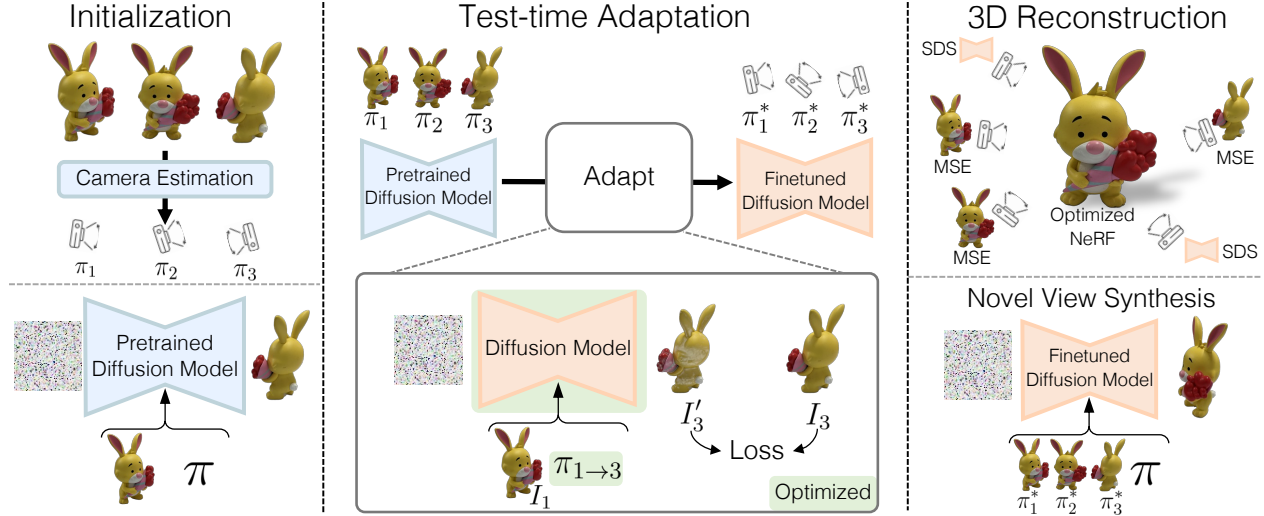 Initialization
Camera Estimation
π₁ π₂ π₃
Pretrained
Diffusion Model
π
Test-time Adaptation
π₁ π₂ π₃
π₁* π₂* π₃*
Pretrained
Diffusion Model
Adapt
Finetuned
Diffusion Model
Diffusion Model
I₁
π₁→₃
I₃′
I₃
Loss
Optimized
3D Reconstruction
SDS
MSE
MSE
MSE
Optimized
NeRF
SDS
Novel View Synthesis
Finetuned
Diffusion Model
π₁* π₂* π₃* π